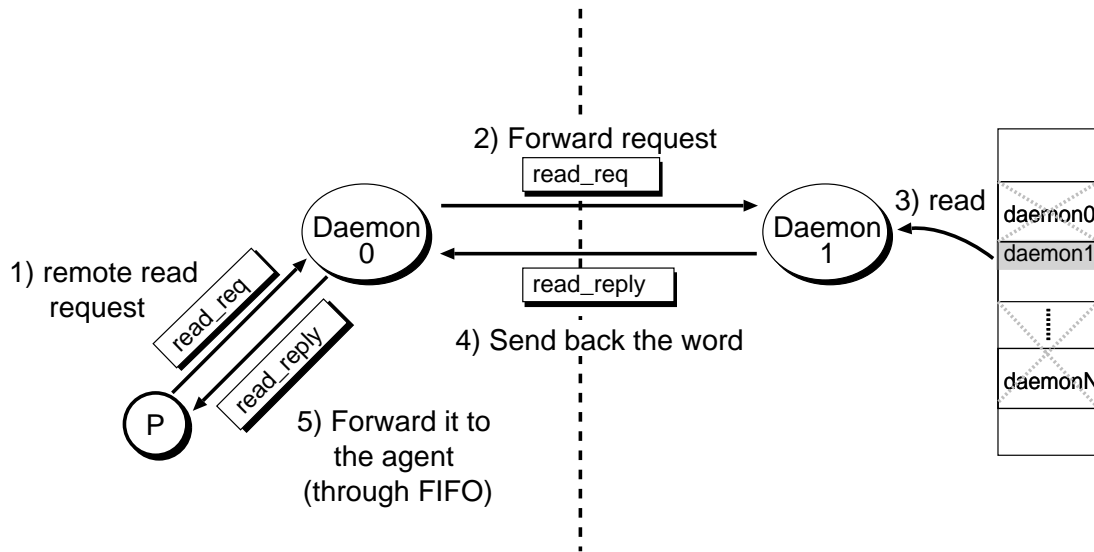 1) remote read
request
read_req
read_reply
P
Daemon
0
2) Forward request
read_req
read_reply
4) Send back the word
5) Forward it to
the agent
(through FIFO)
Daemon
1
3) read
daemon0
daemon1
daemonN